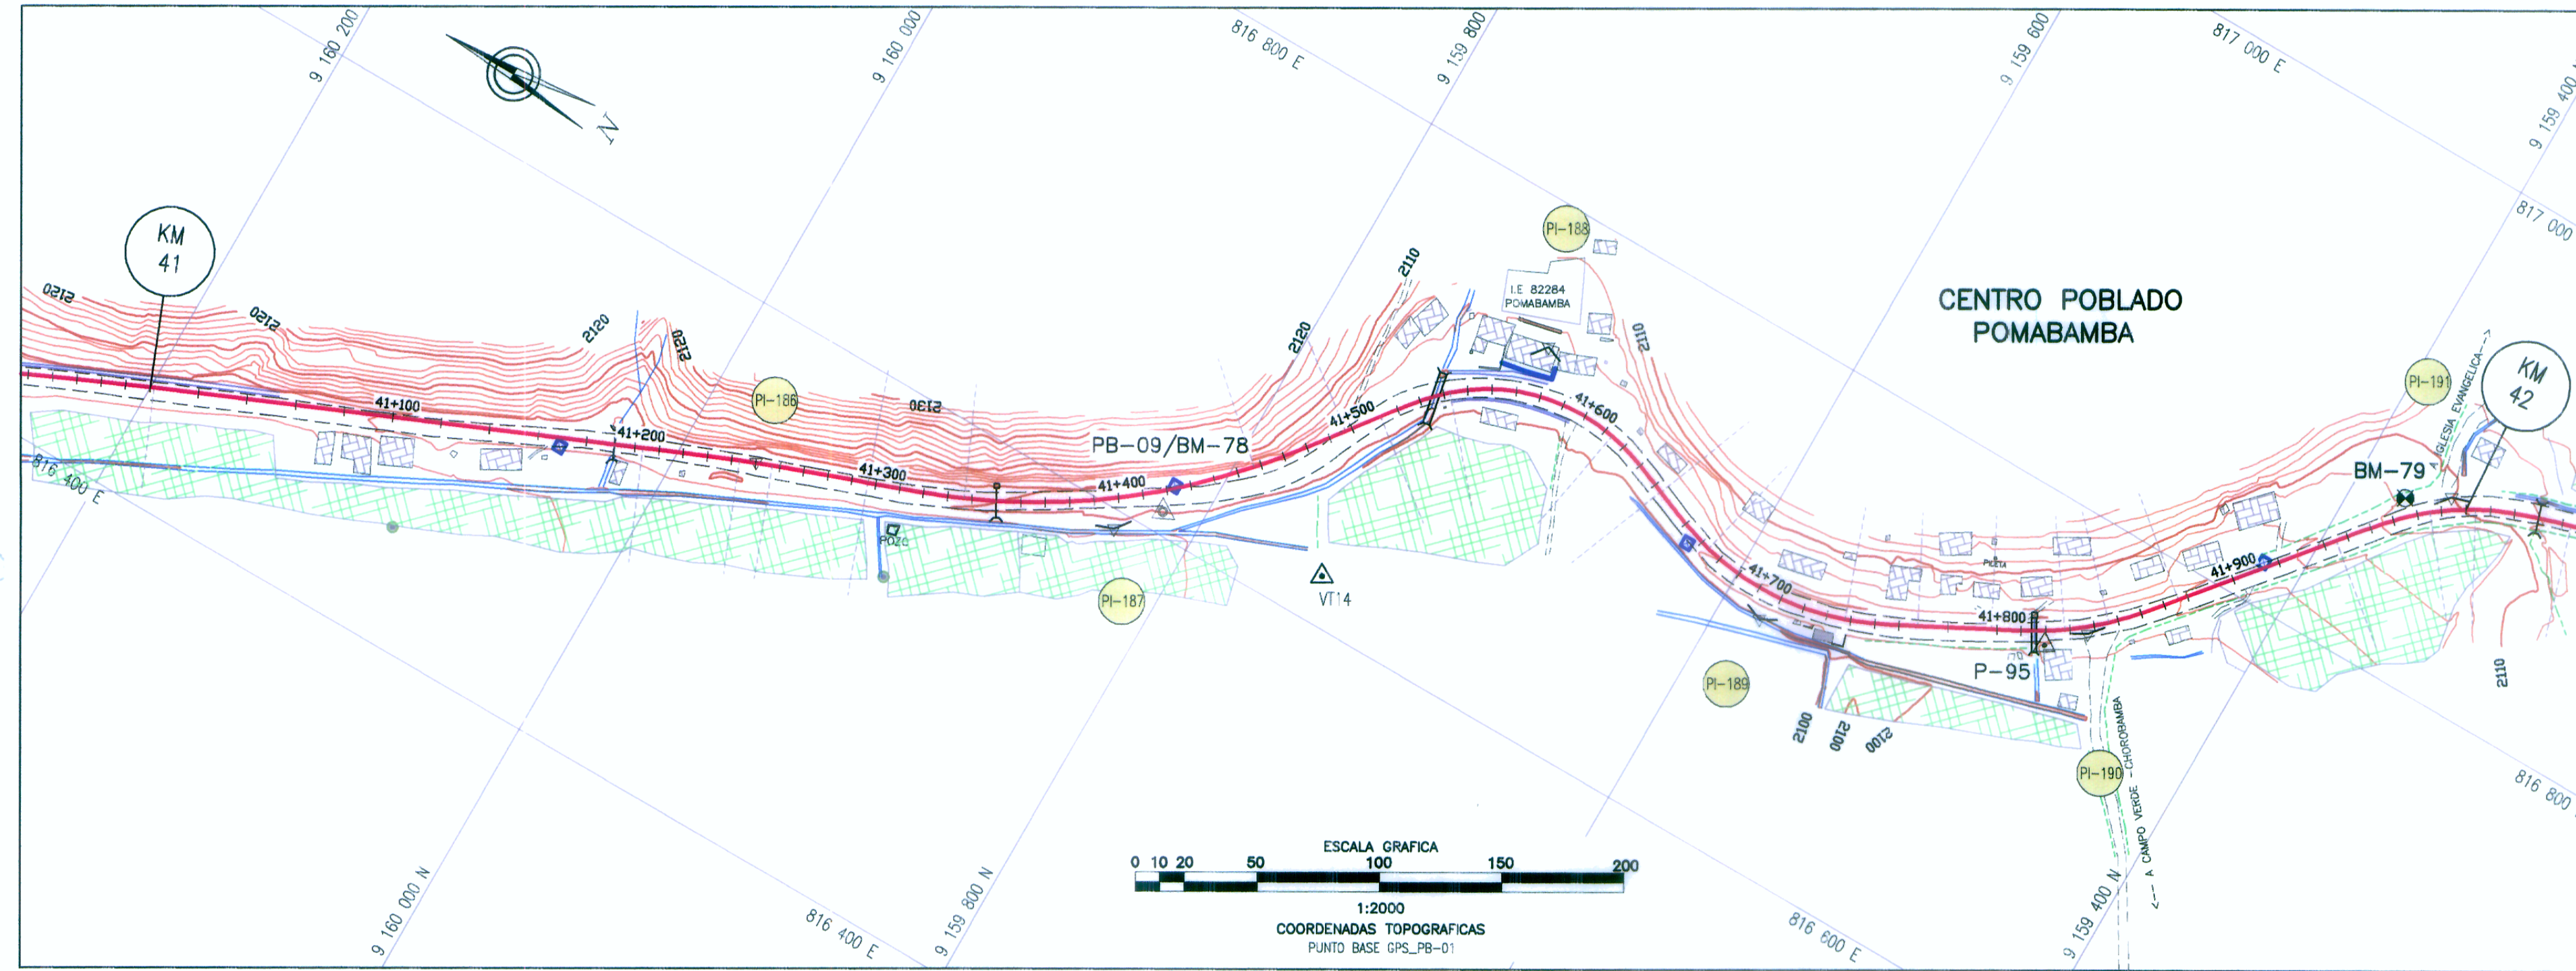 9 160 200
9 160 000
816 800 E
9 159 800
9 159 600
817 000 E
9 159 400 N
817 000
N
KM
41
2120
2120
2120
2120
2130
2120
2110
PI-188
I.E 82284
POMABAMBA
2110
CENTRO POBLADO
POMABAMBA
A IGLESIA EVANGELICA--->
PI-191
KM
42
PI-186
41+100
41+200
41+300
PB-09/BM-78
41+400
41+500
41+600
41+700
41+800
41+900
BM-79
PILETA
816 400 E
POZO
PI-187
VT14
PI-189
P-95
2100
2100
2100
2110
PI-190
<--- A CAMPO VERDE -CHOROBAMBA
816 800
9 160 000 N
816 400 E
9 159 800 N
816 600 E
9 159 400 N
ESCALA GRAFICA
0 10 20 50 100 150 200
1:2000
COORDENADAS TOPOGRAFICAS
PUNTO BASE GPS_PB-01